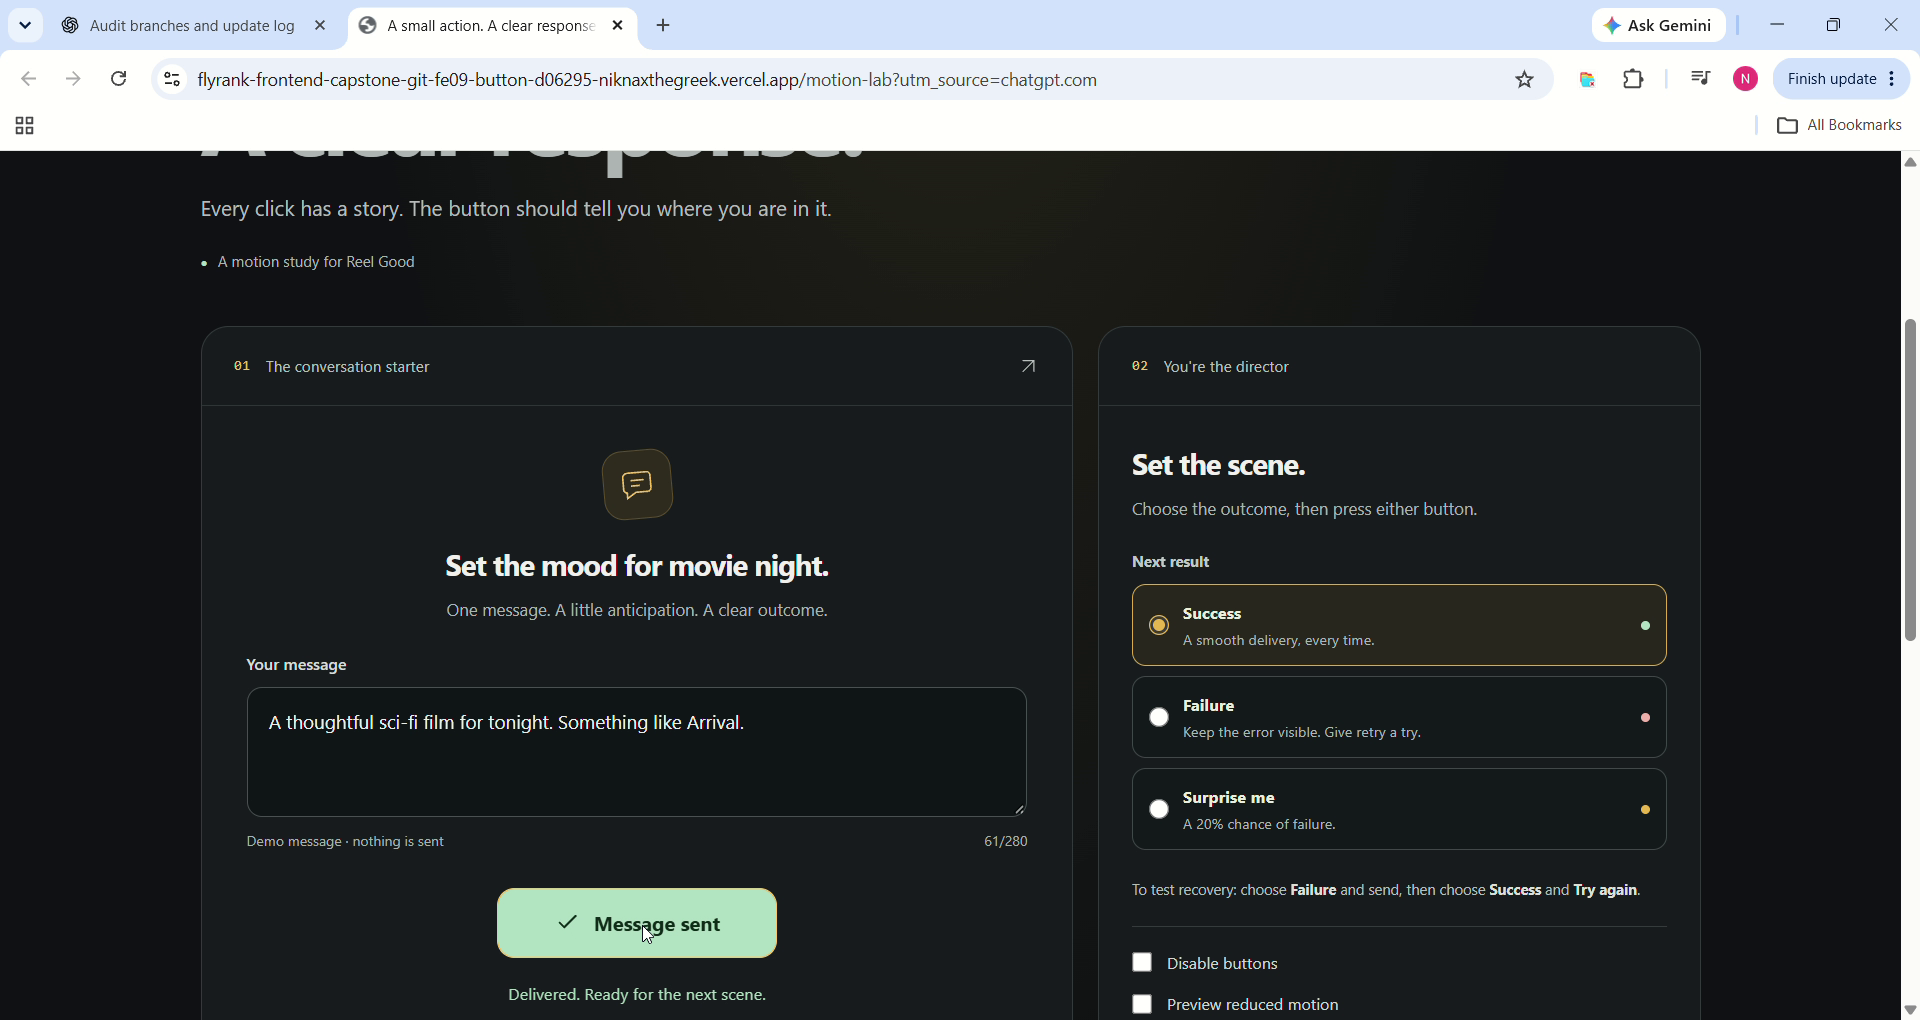 Audit branches and update log
A small action. A clear response
Ask Gemini
flyrank-frontend-capstone-git-fe09-button-d06295-niknaxthegreek.vercel.app/motion-lab?utm_source=chatgpt.com
N
Finish update
All Bookmarks
A clear response.
Every click has a story. The button should tell you where you are in it.
• A motion study for Reel Good
01 The conversation starter
Set the mood for movie night.
One message. A little anticipation. A clear outcome.
Your message
A thoughtful sci-fi film for tonight. Something like Arrival.
Demo message · nothing is sent
61/280
Message sent
Delivered. Ready for the next scene.
02 You're the director
Set the scene.
Choose the outcome, then press either button.
Next result
Success
A smooth delivery, every time.
Failure
Keep the error visible. Give retry a try.
Surprise me
A 20% chance of failure.
To test recovery: choose Failure and send, then choose Success and Try again.
Disable buttons
Preview reduced motion